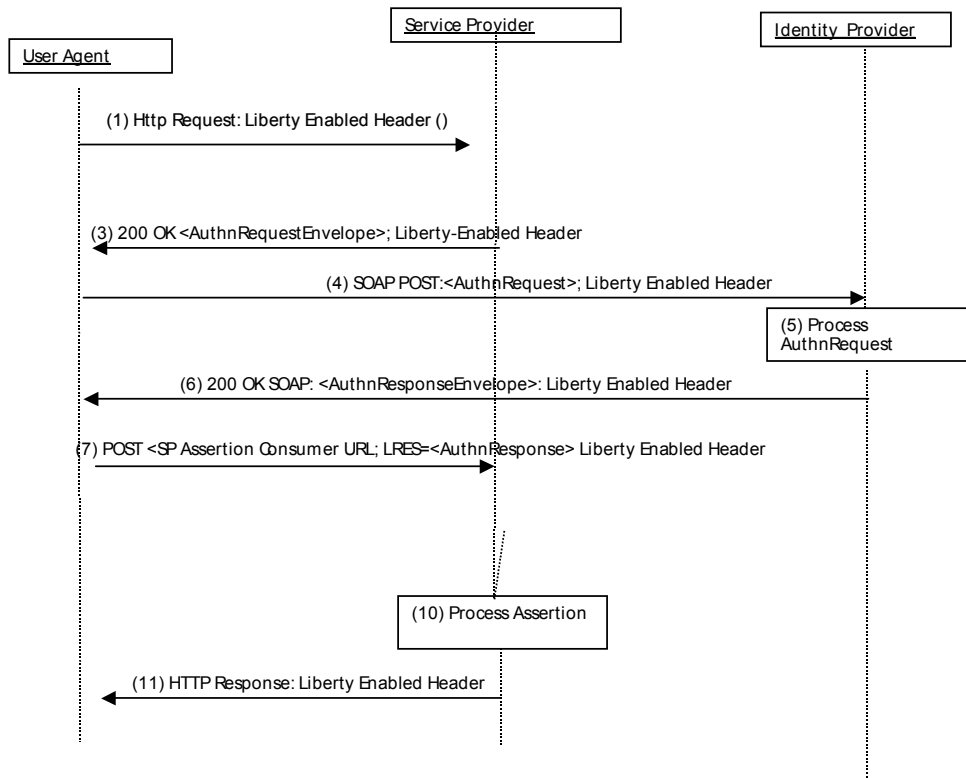 Service Provider
Identity Provider
User Agent
(1) Http Request: Liberty Enabled Header ()
(3) 200 OK <AuthnRequestEnvelope>; Liberty-Enabled Header
(4) SOAP POST:<AuthnRequest>; Liberty Enabled Header
(5) Process
AuthnRequest
(6) 200 OK SOAP: <AuthnResponseEnvelope>: Liberty Enabled Header
(7) POST <SP Assertion Consumer URL; LRES=<AuthnResponse> Liberty Enabled Header
(10) Process Assertion
(11) HTTP Response: Liberty Enabled Header